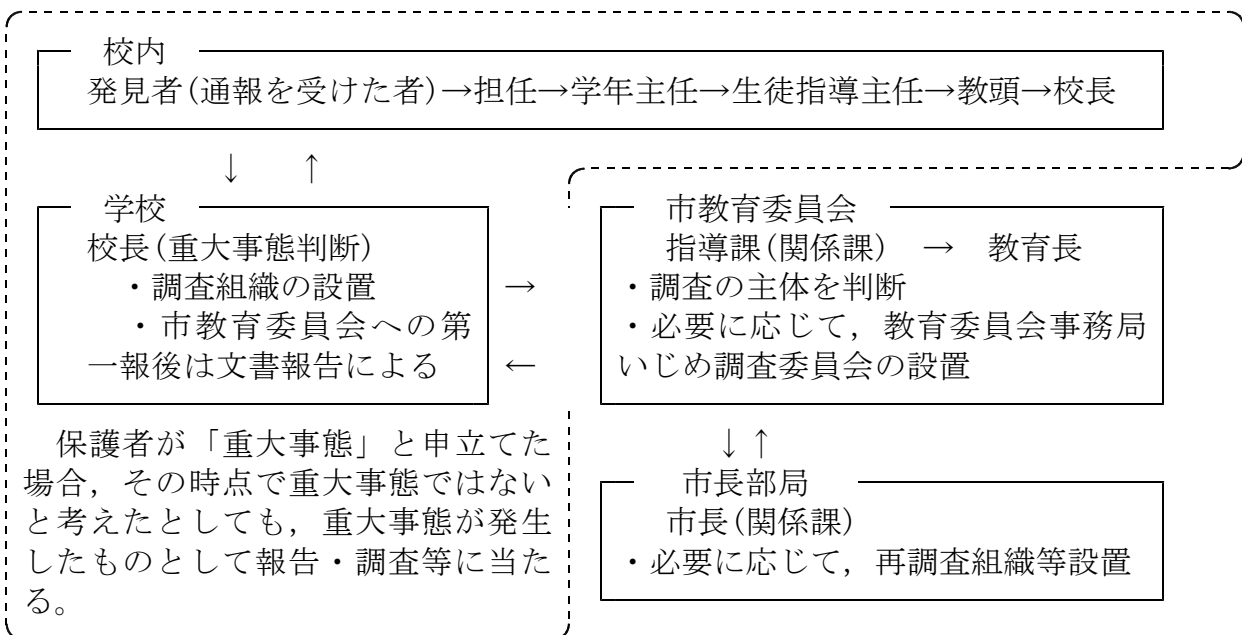 校内
発見者(通報を受けた者)→担任→学年主任→生徒指導主任→教頭→校長
↓ ↑
学校
校長(重大事態判断)
・調査組織の設置
・市教育委員会への第
一報後は文書報告による
→
←
市教育委員会
指導課(関係課) → 教育長
・調査の主体を判断
・必要に応じて，教育委員会事務局
いじめ調査委員会の設置
保護者が「重大事態」と申立てた
場合，その時点で重大事態ではない
と考えたとしても，重大事態が発生
したものとして報告・調査等に当た
る。
↓↑
市長部局
市長(関係課)
・必要に応じて，再調査組織等設置